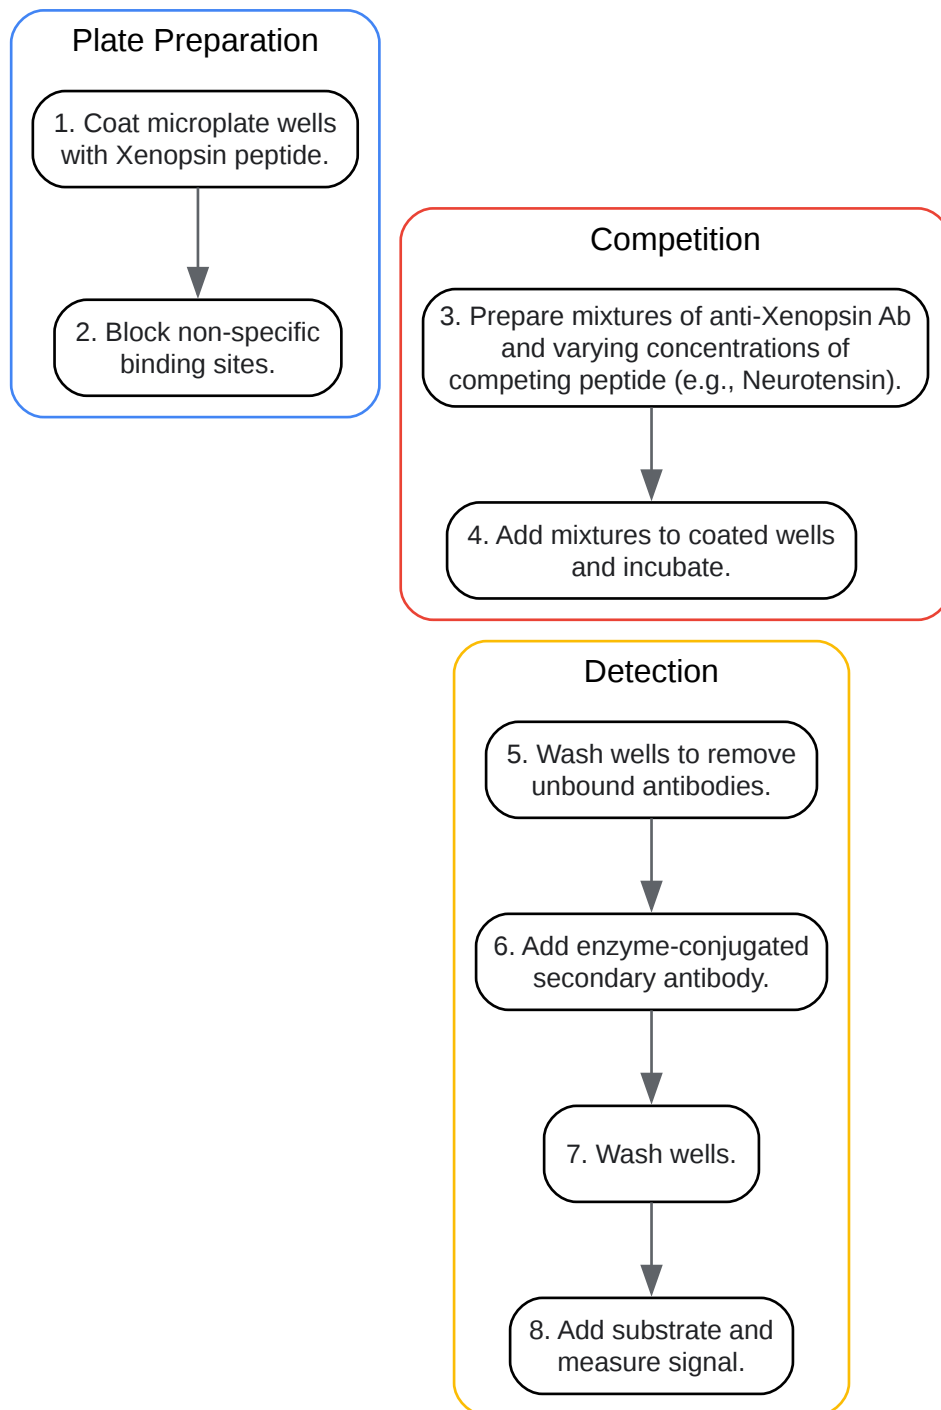 Plate Preparation
1. Coat microplate wells
with Xenopsin peptide.
2. Block non-specific
binding sites.
Competition
3. Prepare mixtures of anti-Xenopsin Ab
and varying concentrations of
competing peptide (e.g., Neurotensin).
4. Add mixtures to coated wells
and incubate.
Detection
5. Wash wells to remove
unbound antibodies.
6. Add enzyme-conjugated
secondary antibody.
7. Wash wells.
8. Add substrate and
measure signal.